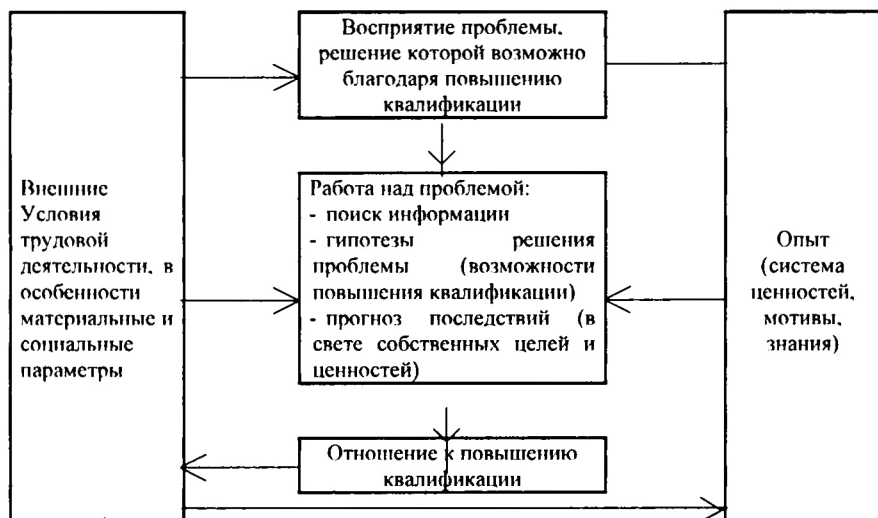 Восприятие проблемы,
решение которой возможно
благодаря повышению
квалификации
Внешние
Условия
трудовой
деятельности, в
особенности
материальные и
социальные
параметры
Работа над проблемой:
- поиск информации
- гипотезы решения
проблемы (возможности
повышения квалификации)
- прогноз последствий (в
свете собственных целей и
ценностей)
Опыт
(система
ценностей,
мотивы,
знания)
Отношение к повышению
квалификации